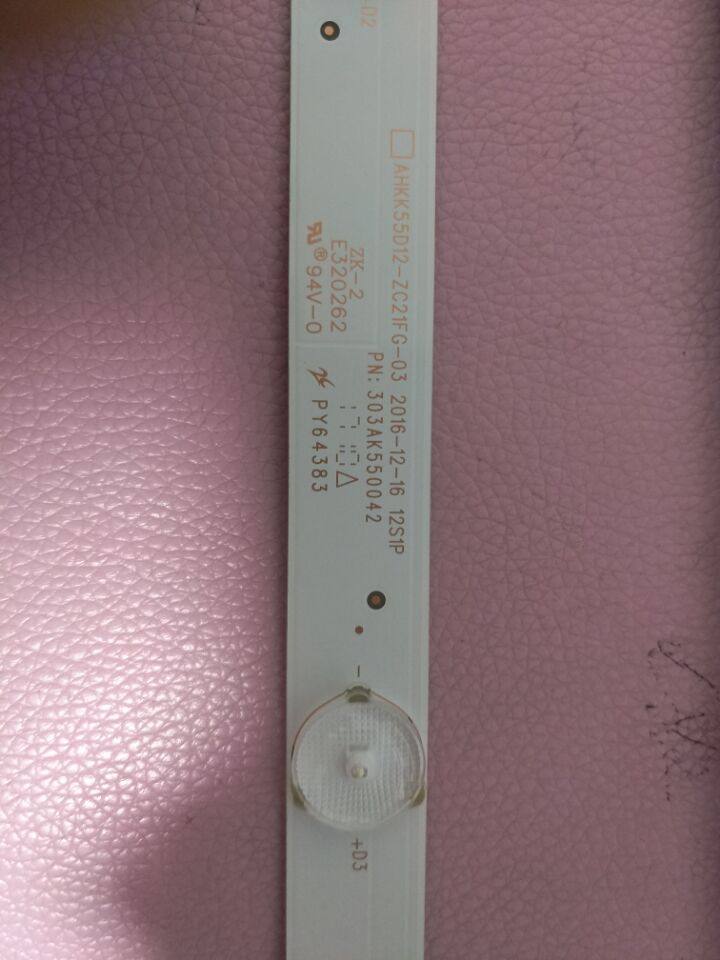 -D2
AHKK55D12-ZC21FG-03 2016-12-16 12S1P
PN: 303AK550042
ZK-2
E320262
94V-0
PY64383
-
+D3